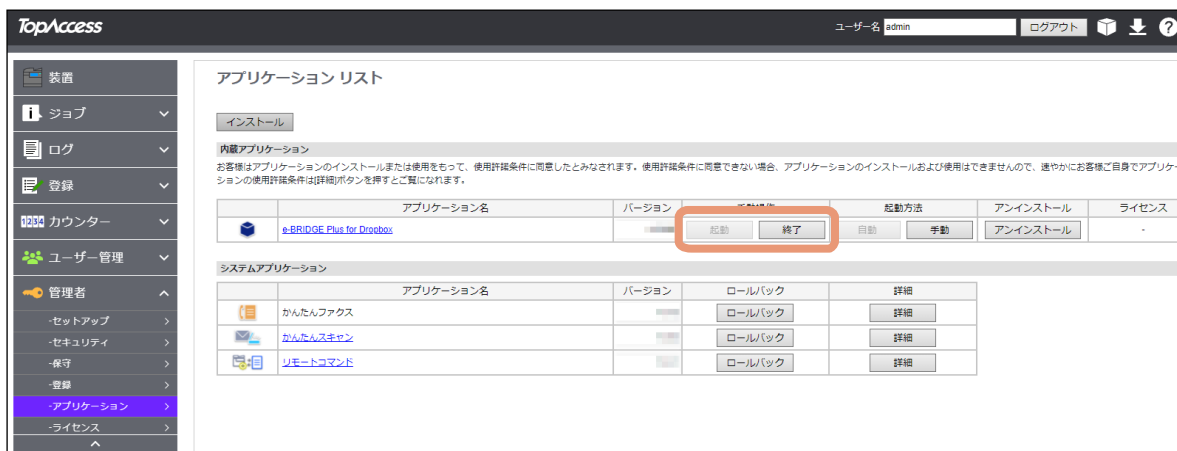 TopAccess
ユーザー名 admin ログアウト ?
装置
ジョブ
ログ
登録
1234 カウンター
ユーザー管理
管理者
-セットアップ
-セキュリティ
-保守
-登録
-アプリケーション
-ライセンス
アプリケーション リスト
インストール
内蔵アプリケーション
お客様はアプリケーションのインストールまたは使用をもって、使用許諾条件に同意したとみなされます。使用許諾条件に同意できない場合、アプリケーションのインストールおよび使用はできませんので、速やかにお客様ご自身でアプリケー
ションの使用許諾条件は[詳細]ボタンを押すとご覧になれます。
アプリケーション名 バージョン 手動操作 起動方法 アンインストール ライセンス
e-BRIDGE Plus for Dropbox 起動 終了 自動 手動 アンインストール -
システムアプリケーション
アプリケーション名 バージョン ロールバック 詳細
かんたんファクス ロールバック 詳細
かんたんスキャン ロールバック 詳細
リモートコマンド ロールバック 詳細